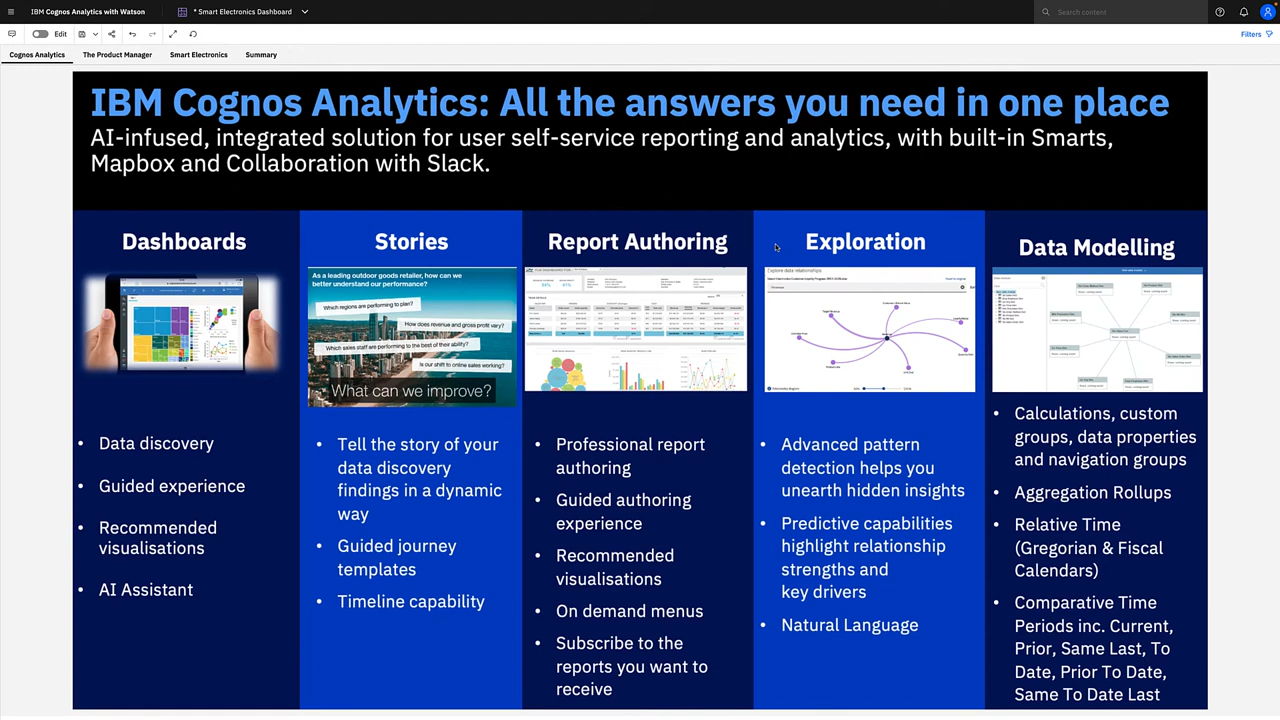 IBM Cognos Analytics with Watson
* Smart Electronics Dashboard
Search content
Edit
Filters
Cognos Analytics
The Product Manager
Smart Electronics
Summary
IBM Cognos Analytics: All the answers you need in one place
AI-infused, integrated solution for user self-service reporting and analytics, with built-in Smarts,
Mapbox and Collaboration with Slack.
Dashboards
• Data discovery
• Guided experience
• Recommended
visualisations
• AI Assistant
Stories
As a leading outdoor goods retailer, how can we
better understand our performance?
Which regions are performing to plan?
How does revenue and gross profit vary?
Which sales staff are performing to the best of their ability?
Is our shift to online sales working?
What can we improve?
• Tell the story of your
data discovery
findings in a dynamic
way
• Guided journey
templates
• Timeline capability
Report Authoring
• Professional report
authoring
• Guided authoring
experience
• Recommended
visualisations
• On demand menus
• Subscribe to the
reports you want to
receive
Exploration
Explore data relationships
• Advanced pattern
detection helps you
unearth hidden insights
• Predictive capabilities
highlight relationship
strengths and
key drivers
• Natural Language
Data Modelling
• Calculations, custom
groups, data properties
and navigation groups
• Aggregation Rollups
• Relative Time
(Gregorian & Fiscal
Calendars)
• Comparative Time
Periods inc. Current,
Prior, Same Last, To
Date, Prior To Date,
Same To Date Last